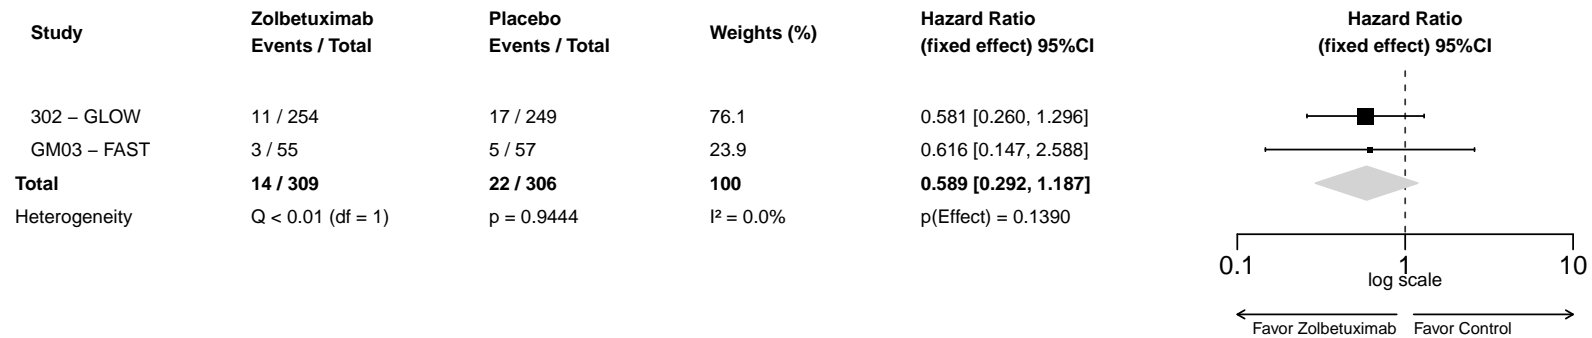 Study
Zolbetuximab
Events / Total
Placebo
Events / Total
Weights (%)
Hazard Ratio
(fixed effect) 95%CI
Hazard Ratio
(fixed effect) 95%CI
302 − GLOW 11 / 254 17 / 249 76.1 0.581 [0.260, 1.296]
GM03 − FAST 3 / 55 5 / 57 23.9 0.616 [0.147, 2.588]
Total 14 / 309 22 / 306 100 0.589 [0.292, 1.187]
Heterogeneity Q < 0.01 (df = 1) p = 0.9444 I² = 0.0% p(Effect) = 0.1390
0.1 1 10
log scale
Favor Zolbetuximab Favor Control